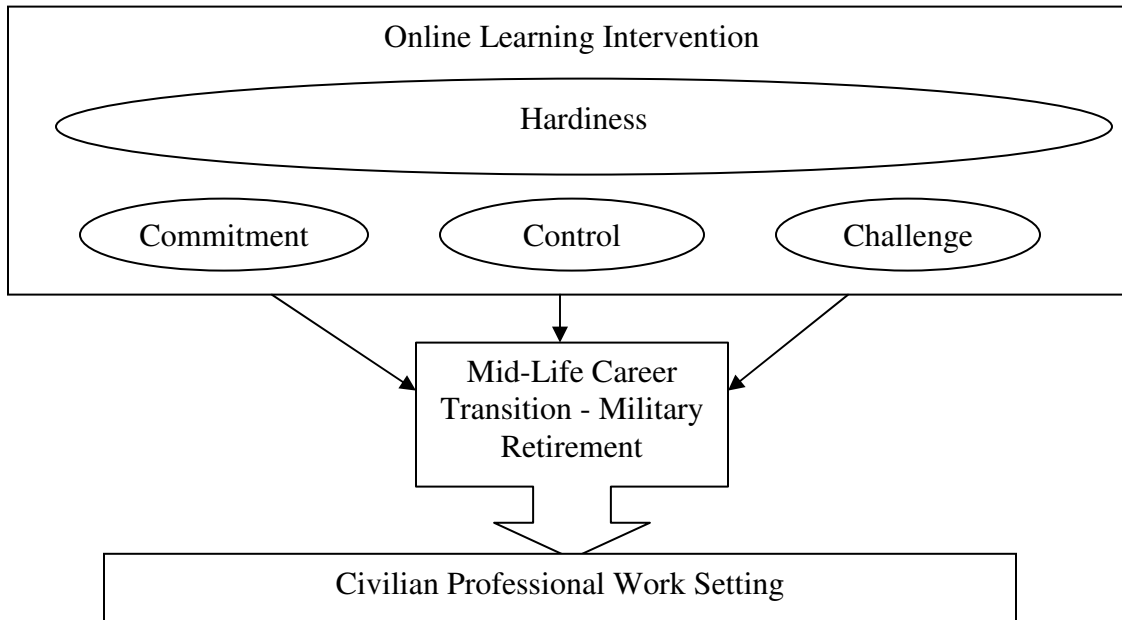 Online Learning Intervention
Hardiness
Commitment Control Challenge
Mid-Life Career
Transition - Military
Retirement
Civilian Professional Work Setting